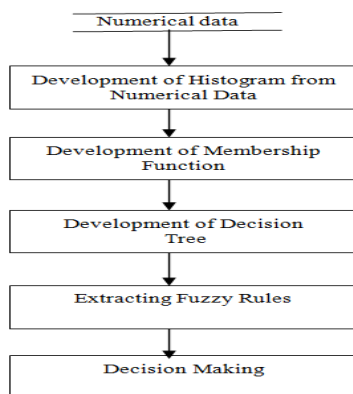 Numerical data
Development of Histogram from
Numerical Data
Development of Membership
Function
Development of Decision
Tree
Extracting Fuzzy Rules
Decision Making